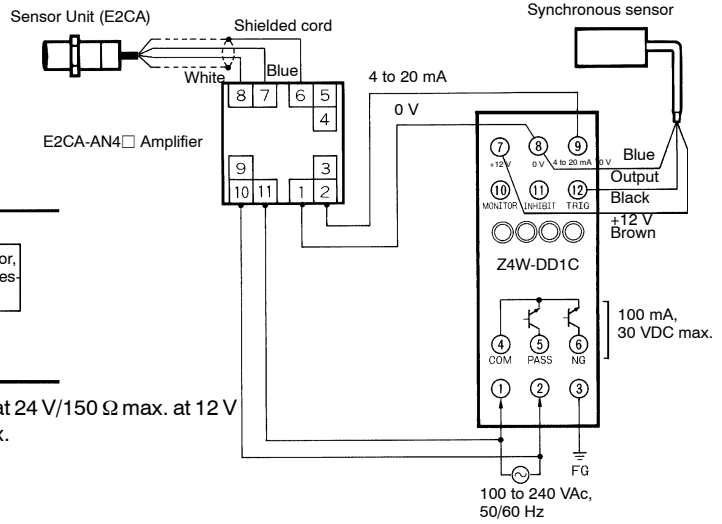 Sensor Unit (E2CA)
Synchronous sensor
Shielded cord
White
Blue
8 7 6 5
4
4 to 20 mA
0 V
E2CA-AN4□ Amplifier
9 3
10 11 1 2
7 8 9
+12 V 0 V 4 to 20 mA 0 V
Blue
Output
10 11 12
MONITOR INHIBIT TRIG
Black
+12 V
Brown
Z4W-DD1C
or,
es-
100 mA,
30 VDC max.
4 5 6
COM PASS NG
1 2 3
at 24 V/150 Ω max. at 12 V
x.
FG
100 to 240 VAc,
50/60 Hz